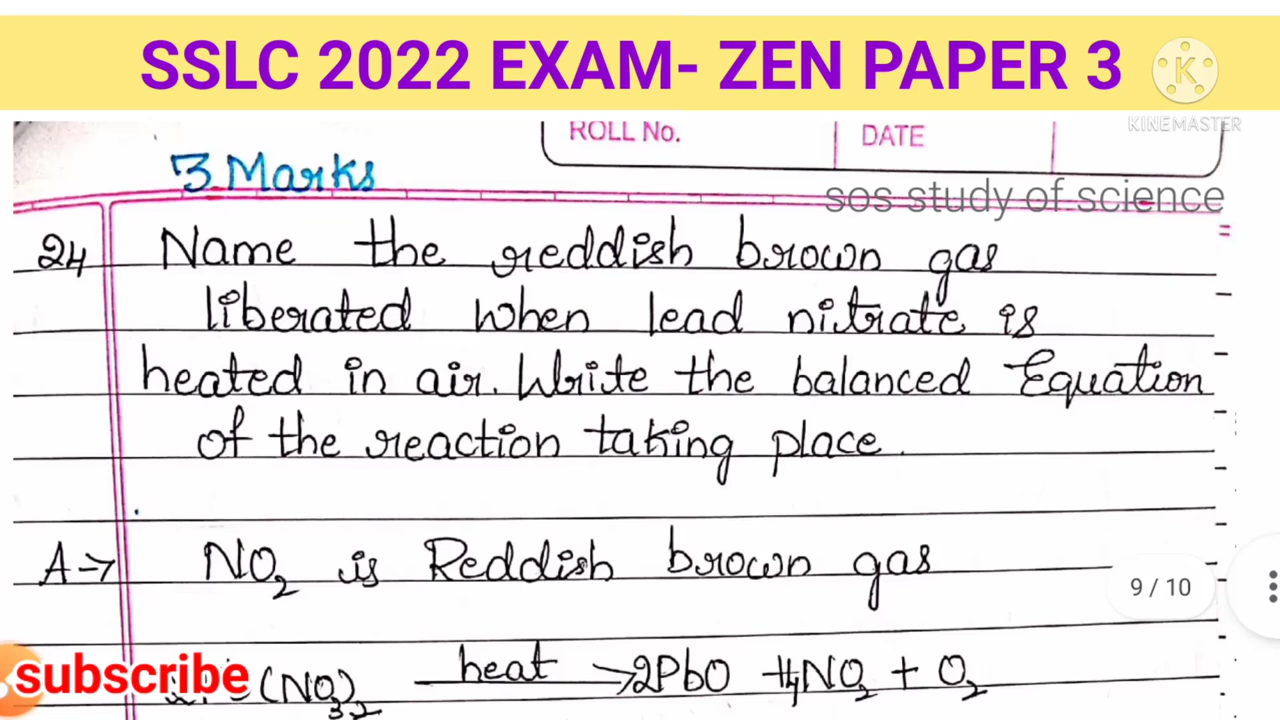 SSLC 2022 EXAM- ZEN PAPER 3
K
KINEMASTER
ROLL No. DATE
3 Marks
sos study of science
24 Name the reddish brown gas
liberated when lead nitrate is
heated in air. Write the balanced Equation
of the reaction taking place.
A → NO₂ is Reddish brown gas
9 / 10
subscribe
(NO₃)₂ heat → 2PbO + 4NO₂ + O₂